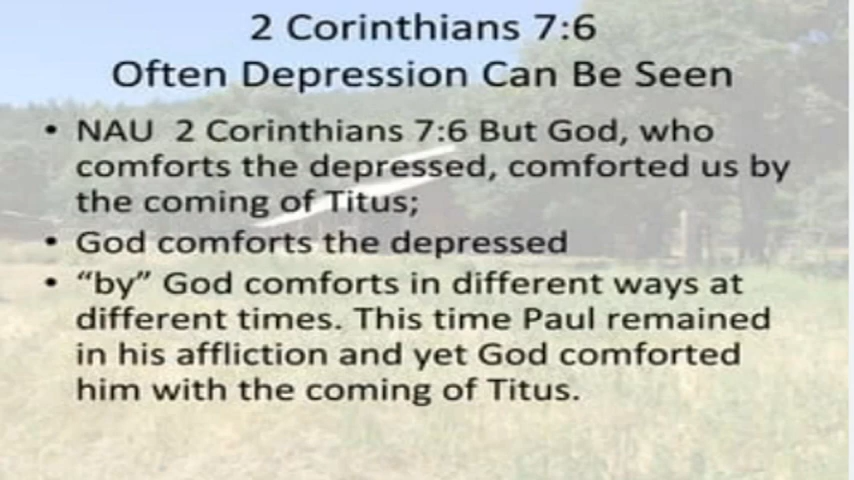 2 Corinthians 7:6
Often Depression Can Be Seen
• NAU  2 Corinthians 7:6 But God, who
comforts the depressed, comforted us by
the coming of Titus;
• God comforts the depressed
• “by” God comforts in different ways at
different times. This time Paul remained
in his affliction and yet God comforted
him with the coming of Titus.